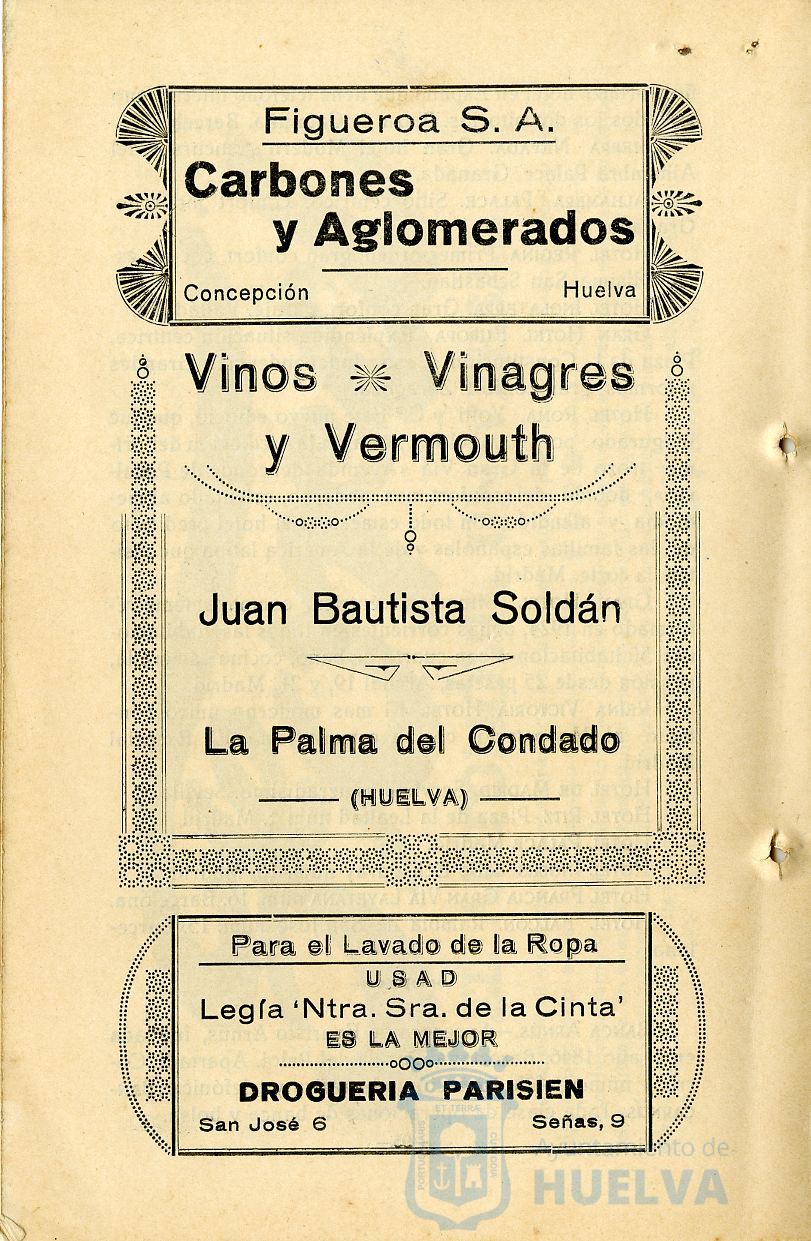 Figueroa S. A.
Carbones
y Aglomerados
Concepción Huelva
Vinos Vinagres
y Vermouth
Juan Bautista Soldán
La Palma del Condado
(HUELVA)
Para el Lavado de la Ropa
USAD
Legía ‘Ntra. Sra. de la Cinta’
ES LA MEJOR
DROGUERIA PARISIEN
San José 6 Señas, 9
Ayuntamiento de
HUELVA